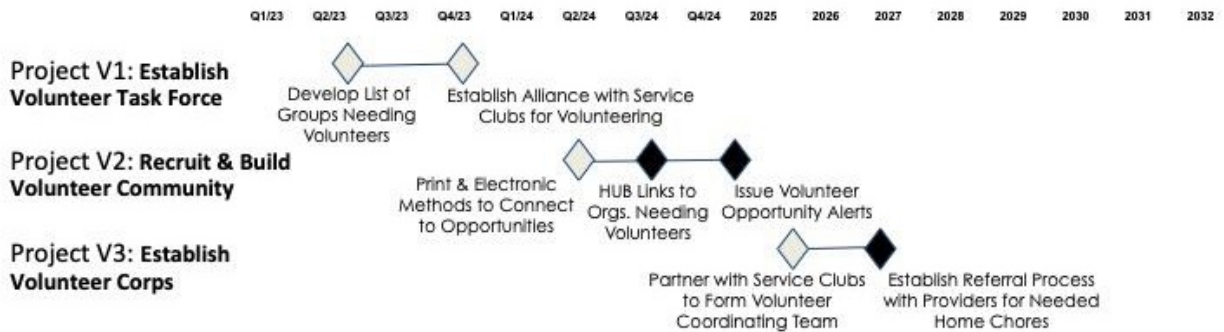 Q1/23 Q2/23 Q3/23 Q4/23 Q1/24 Q2/24 Q3/24 Q4/24 2025 2026 2027 2028 2029 2030 2031 2032
Project V1: Establish
Volunteer Task Force
Develop List of
Groups Needing
Volunteers
Establish Alliance with Service
Clubs for Volunteering
Project V2: Recruit & Build
Volunteer Community
Print & Electronic
Methods to Connect
to Opportunities
HUB Links to
Orgs. Needing
Volunteers
Issue Volunteer
Opportunity Alerts
Project V3: Establish
Volunteer Corps
Partner with Service Clubs
to Form Volunteer
Coordinating Team
Establish Referral Process
with Providers for Needed
Home Chores